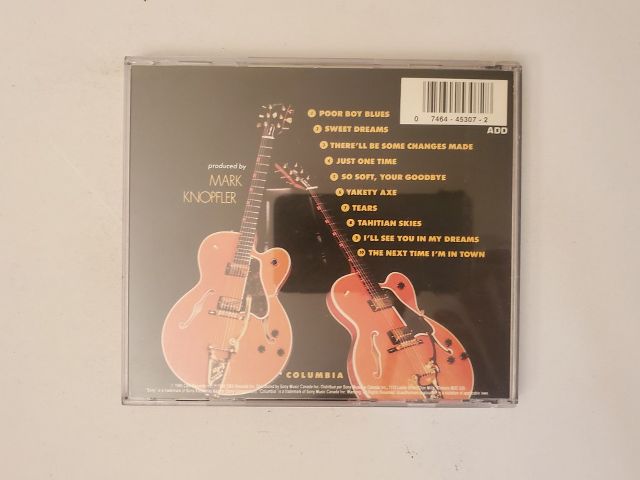 0 7464 - 45307 - 2
ADD
produced by
MARK
KNOPFLER
1 POOR BOY BLUES
2 SWEET DREAMS
3 THERE'LL BE SOME CHANGES MADE
4 JUST ONE TIME
5 SO SOFT, YOUR GOODBYE
6 YAKETY AXE
7 TEARS
8 TAHITIAN SKIES
9 I'LL SEE YOU IN MY DREAMS
10 THE NEXT TIME I'M IN TOWN
COLUMBIA